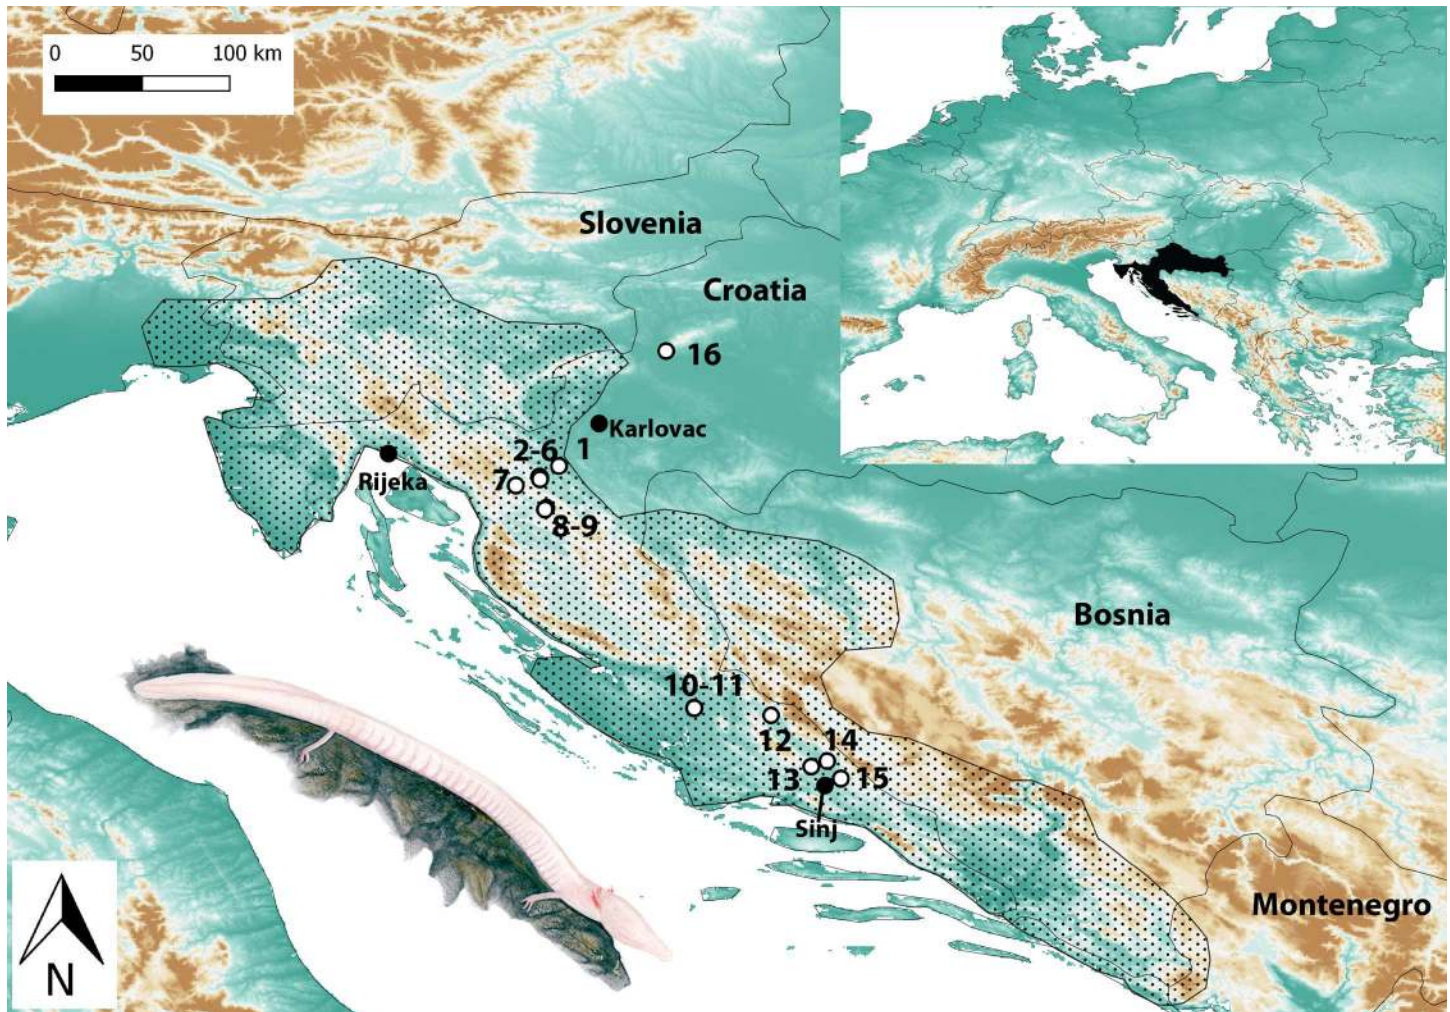 0 50 100 km
Slovenia
Croatia
16
Karlovac
2-6 1
7
Rijeka
8-9
Bosnia
10-11
12 14
13 15
Sinj
Montenegro
N